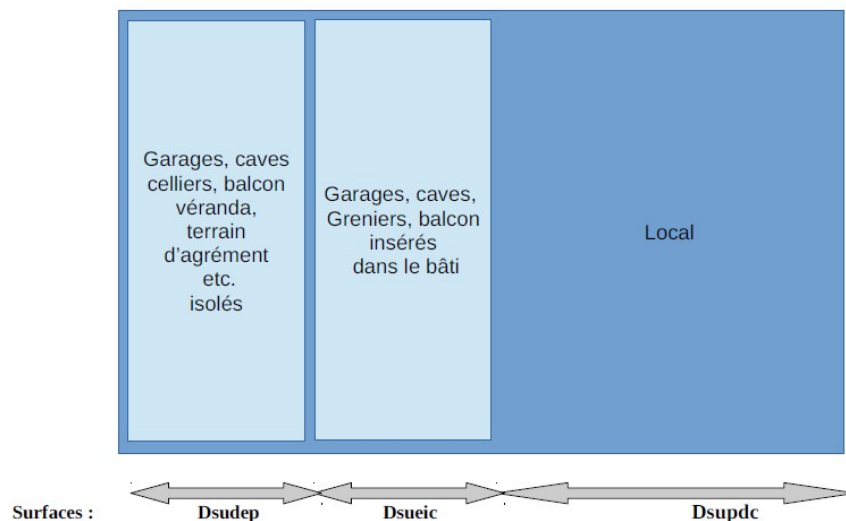 Garages, caves
celliers, balcon
véranda,
terrain
d'agrément
etc.
isolés
Garages, caves,
Greniers, balcon
insérés
dans le bâti
Local
Surfaces : Dsudep Dsueic Dsupdc